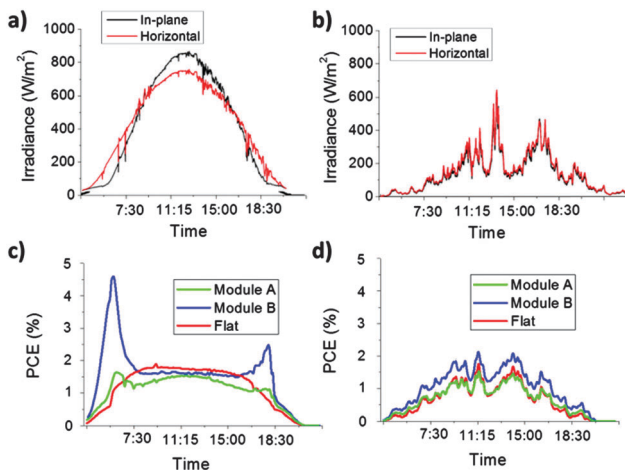 a)
In-plane
Horizontal
Irradiance (W/m²)
1000
800
600
400
200
0
7:30 11:15 15:00 18:30
Time
b)
In-plane
Horizontal
Irradiance (W/m²)
1000
800
600
400
200
0
7:30 11:15 15:00 18:30
Time
c)
Module A
Module B
Flat
PCE (%)
5
4
3
2
1
0
7:30 11:15 15:00 18:30
Time
d)
Module A
Module B
Flat
PCE (%)
5
4
3
2
1
0
7:30 11:15 15:00 18:30
Time